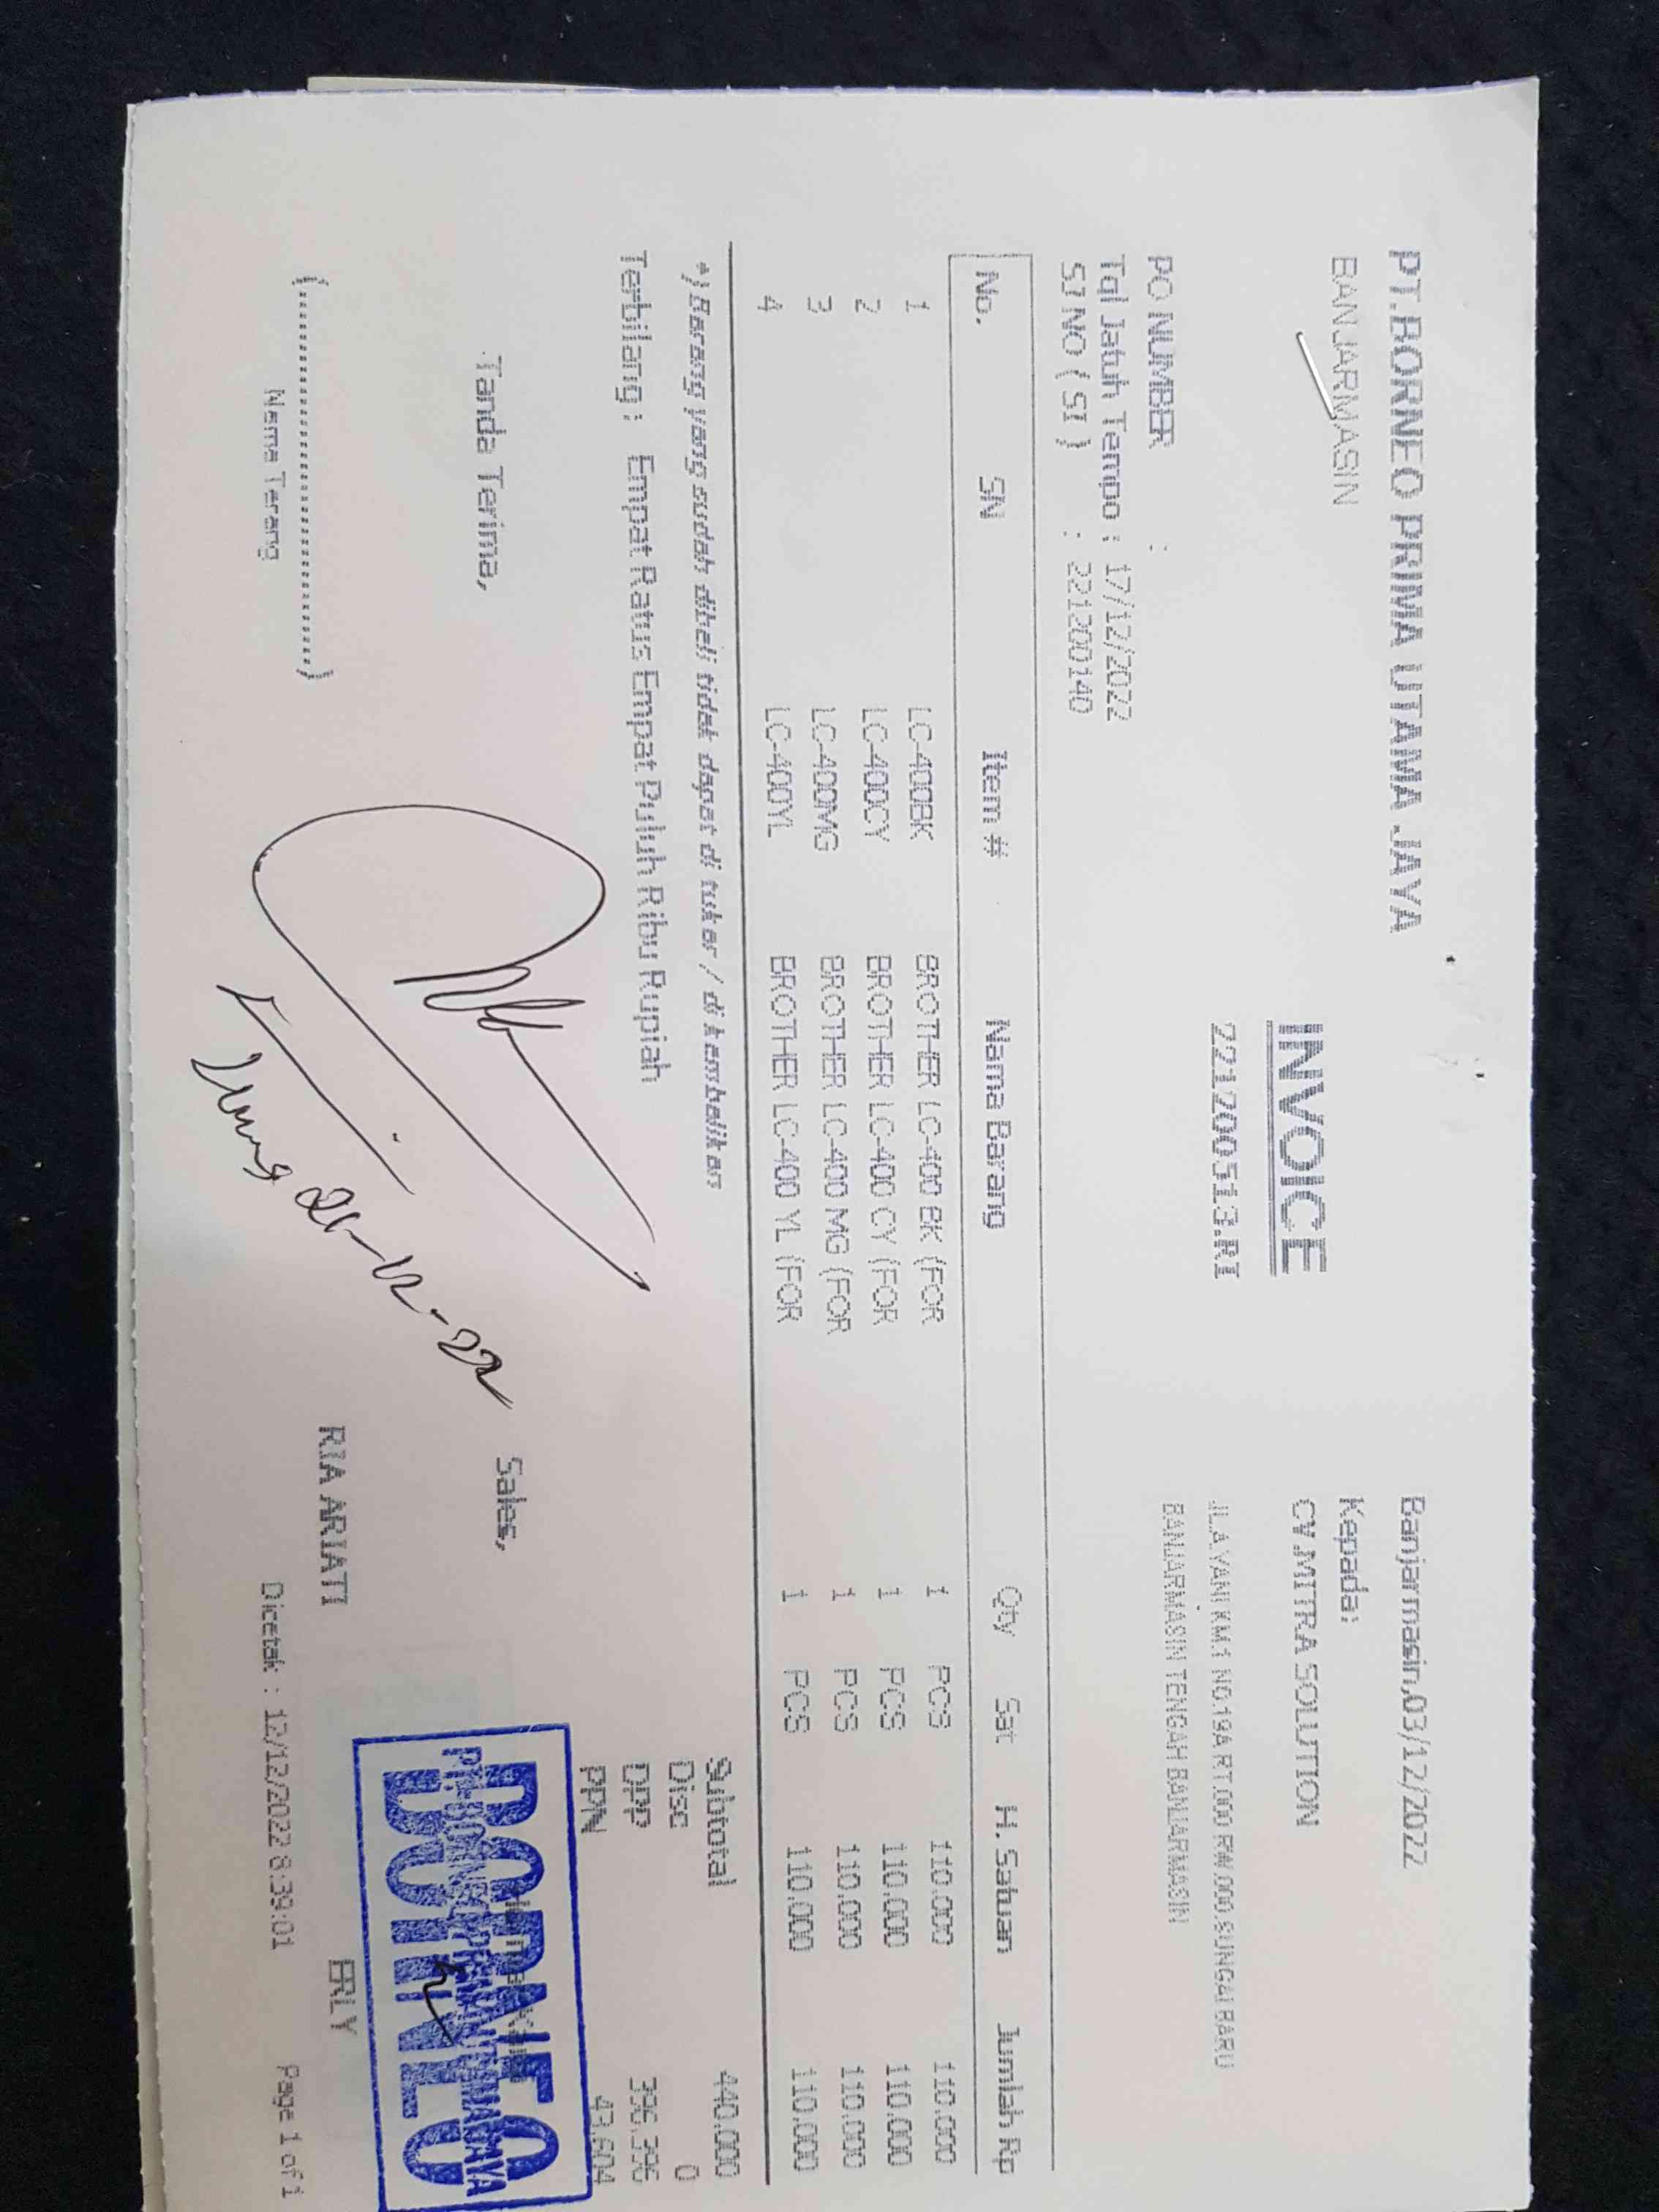 PT.BORNEO PRIMA UTAMA JAYA
BANJARMASIN
INVOICE
221200513.RI
Banjarmasin,03/12/2022
Kepada:
CV.MITRA SOLUTION
JL.A.YANI KM.1 NO.19A RT.000 RW.000.SUNGAI BARU
BANJARMASIN TENGAH BANJARMASIN
PO NUMBER :
Tgl Jatuh Tempo : 17/12/2022
SJ NO ( SI ) : 221200140
No. SN Item # Nama Barang Qty Sat H. Satuan Jumlah Rp
1 LC-400BK BROTHER LC-400 BK (FOR 1 PCS 110.000 110.000
2 LC-400CY BROTHER LC-400 CY (FOR 1 PCS 110.000 110.000
3 LC-400MG BROTHER LC-400 MG (FOR 1 PCS 110.000 110.000
4 LC-400YL BROTHER LC-400 YL (FOR 1 PCS 110.000 110.000
*) Barang yang sudah dibeli tidak dapat di tukar / di kembalikan
Subtotal 440.000
Disc 0
DPP 396.396
PPN 43.604
Terbilang : Empat Ratus Empat Puluh Ribu Rupiah
Tanda Terima,
Sales,
BORNEO
(............................)
Nama Terang
26-12-22
RIA ARIATI
ERLY
Dicetak : 12/12/2022 8:39:01
Page 1 of 1